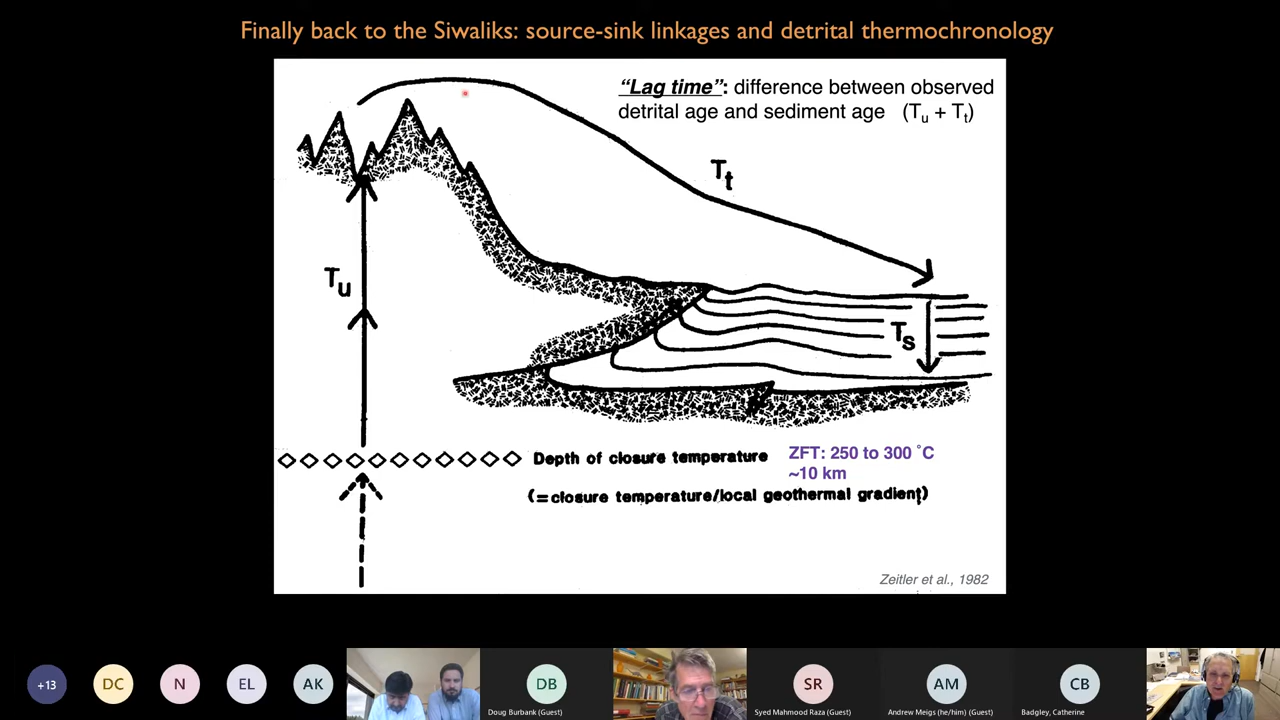 Finally back to the Siwaliks: source-sink linkages and detrital thermochronology
“Lag time”: difference between observed
detrital age and sediment age (Tu + Tt)
Tt
Tu
Ts
Depth of closure temperature
ZFT: 250 to 300 °C
~10 km
(=closure temperature/local geothermal gradient)
Zeitler et al., 1982
+13
DC
N
EL
AK
DB
Doug Burbank (Guest)
SR
Syed Mahmood Raza (Guest)
AM
Andrew Meigs (he/him) (Guest)
CB
Badgley, Catherine